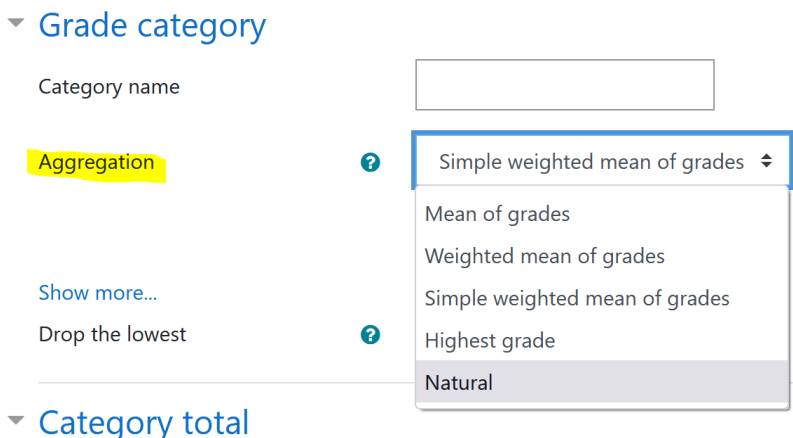 Grade category
Category name
Aggregation
Simple weighted mean of grades
Mean of grades
Weighted mean of grades
Simple weighted mean of grades
Highest grade
Natural
Show more...
Drop the lowest
Category total